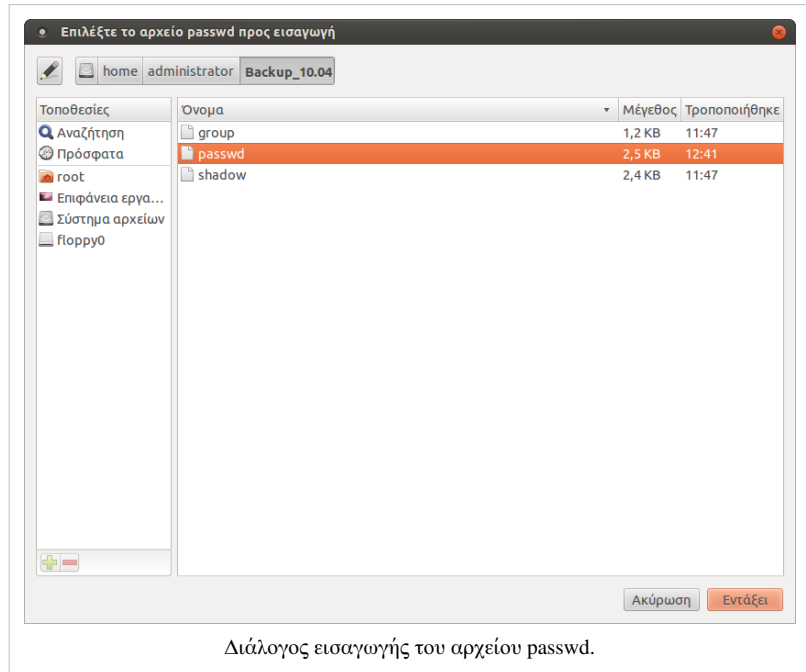 Επιλέξτε το αρχείο passwd προς εισαγωγή
home administrator Backup_10.04
Τοποθεσίες Όνομα Μέγεθος Τροποποιήθηκε
Αναζήτηση group 1,2 KB 11:47
Πρόσφατα passwd 2,5 KB 12:41
root shadow 2,4 KB 11:47
Επιφάνεια εργα...
Σύστημα αρχείων
floppy0
Ακύρωση Εντάξει
Διάλογος εισαγωγής του αρχείου passwd.